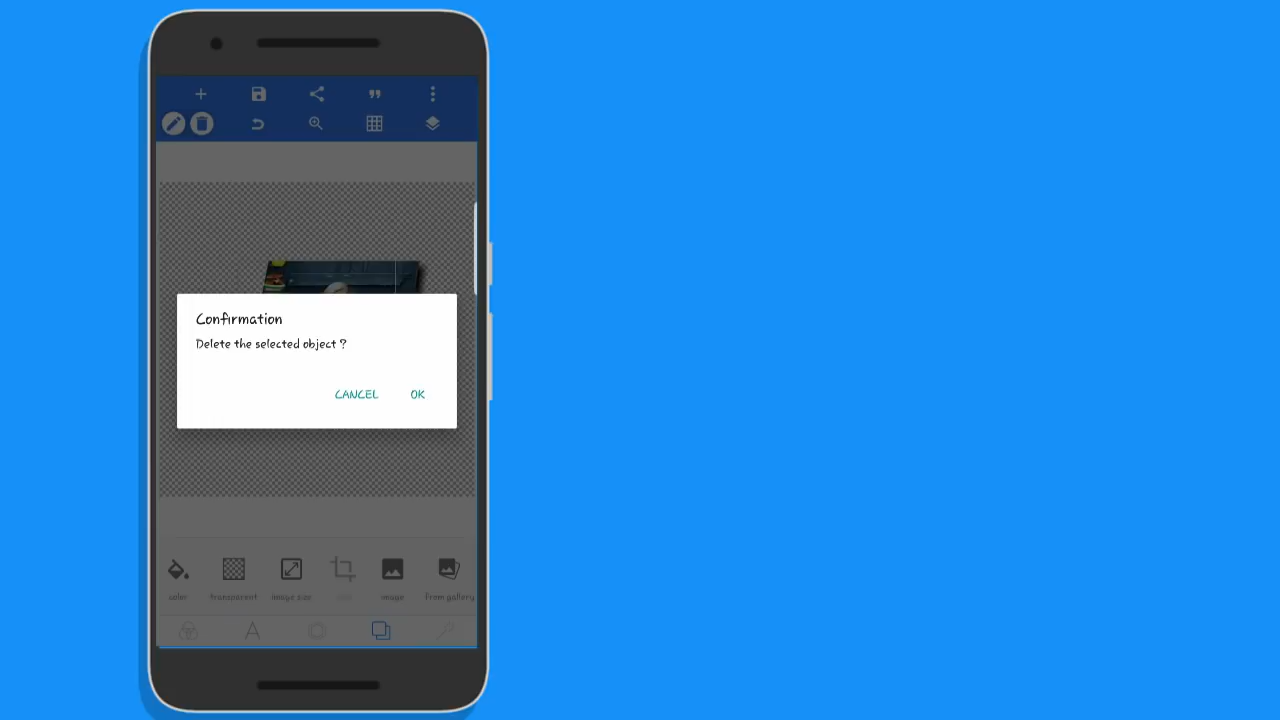 Confirmation
Delete the selected object ?
CANCEL OK
color transparent image size image from gallery